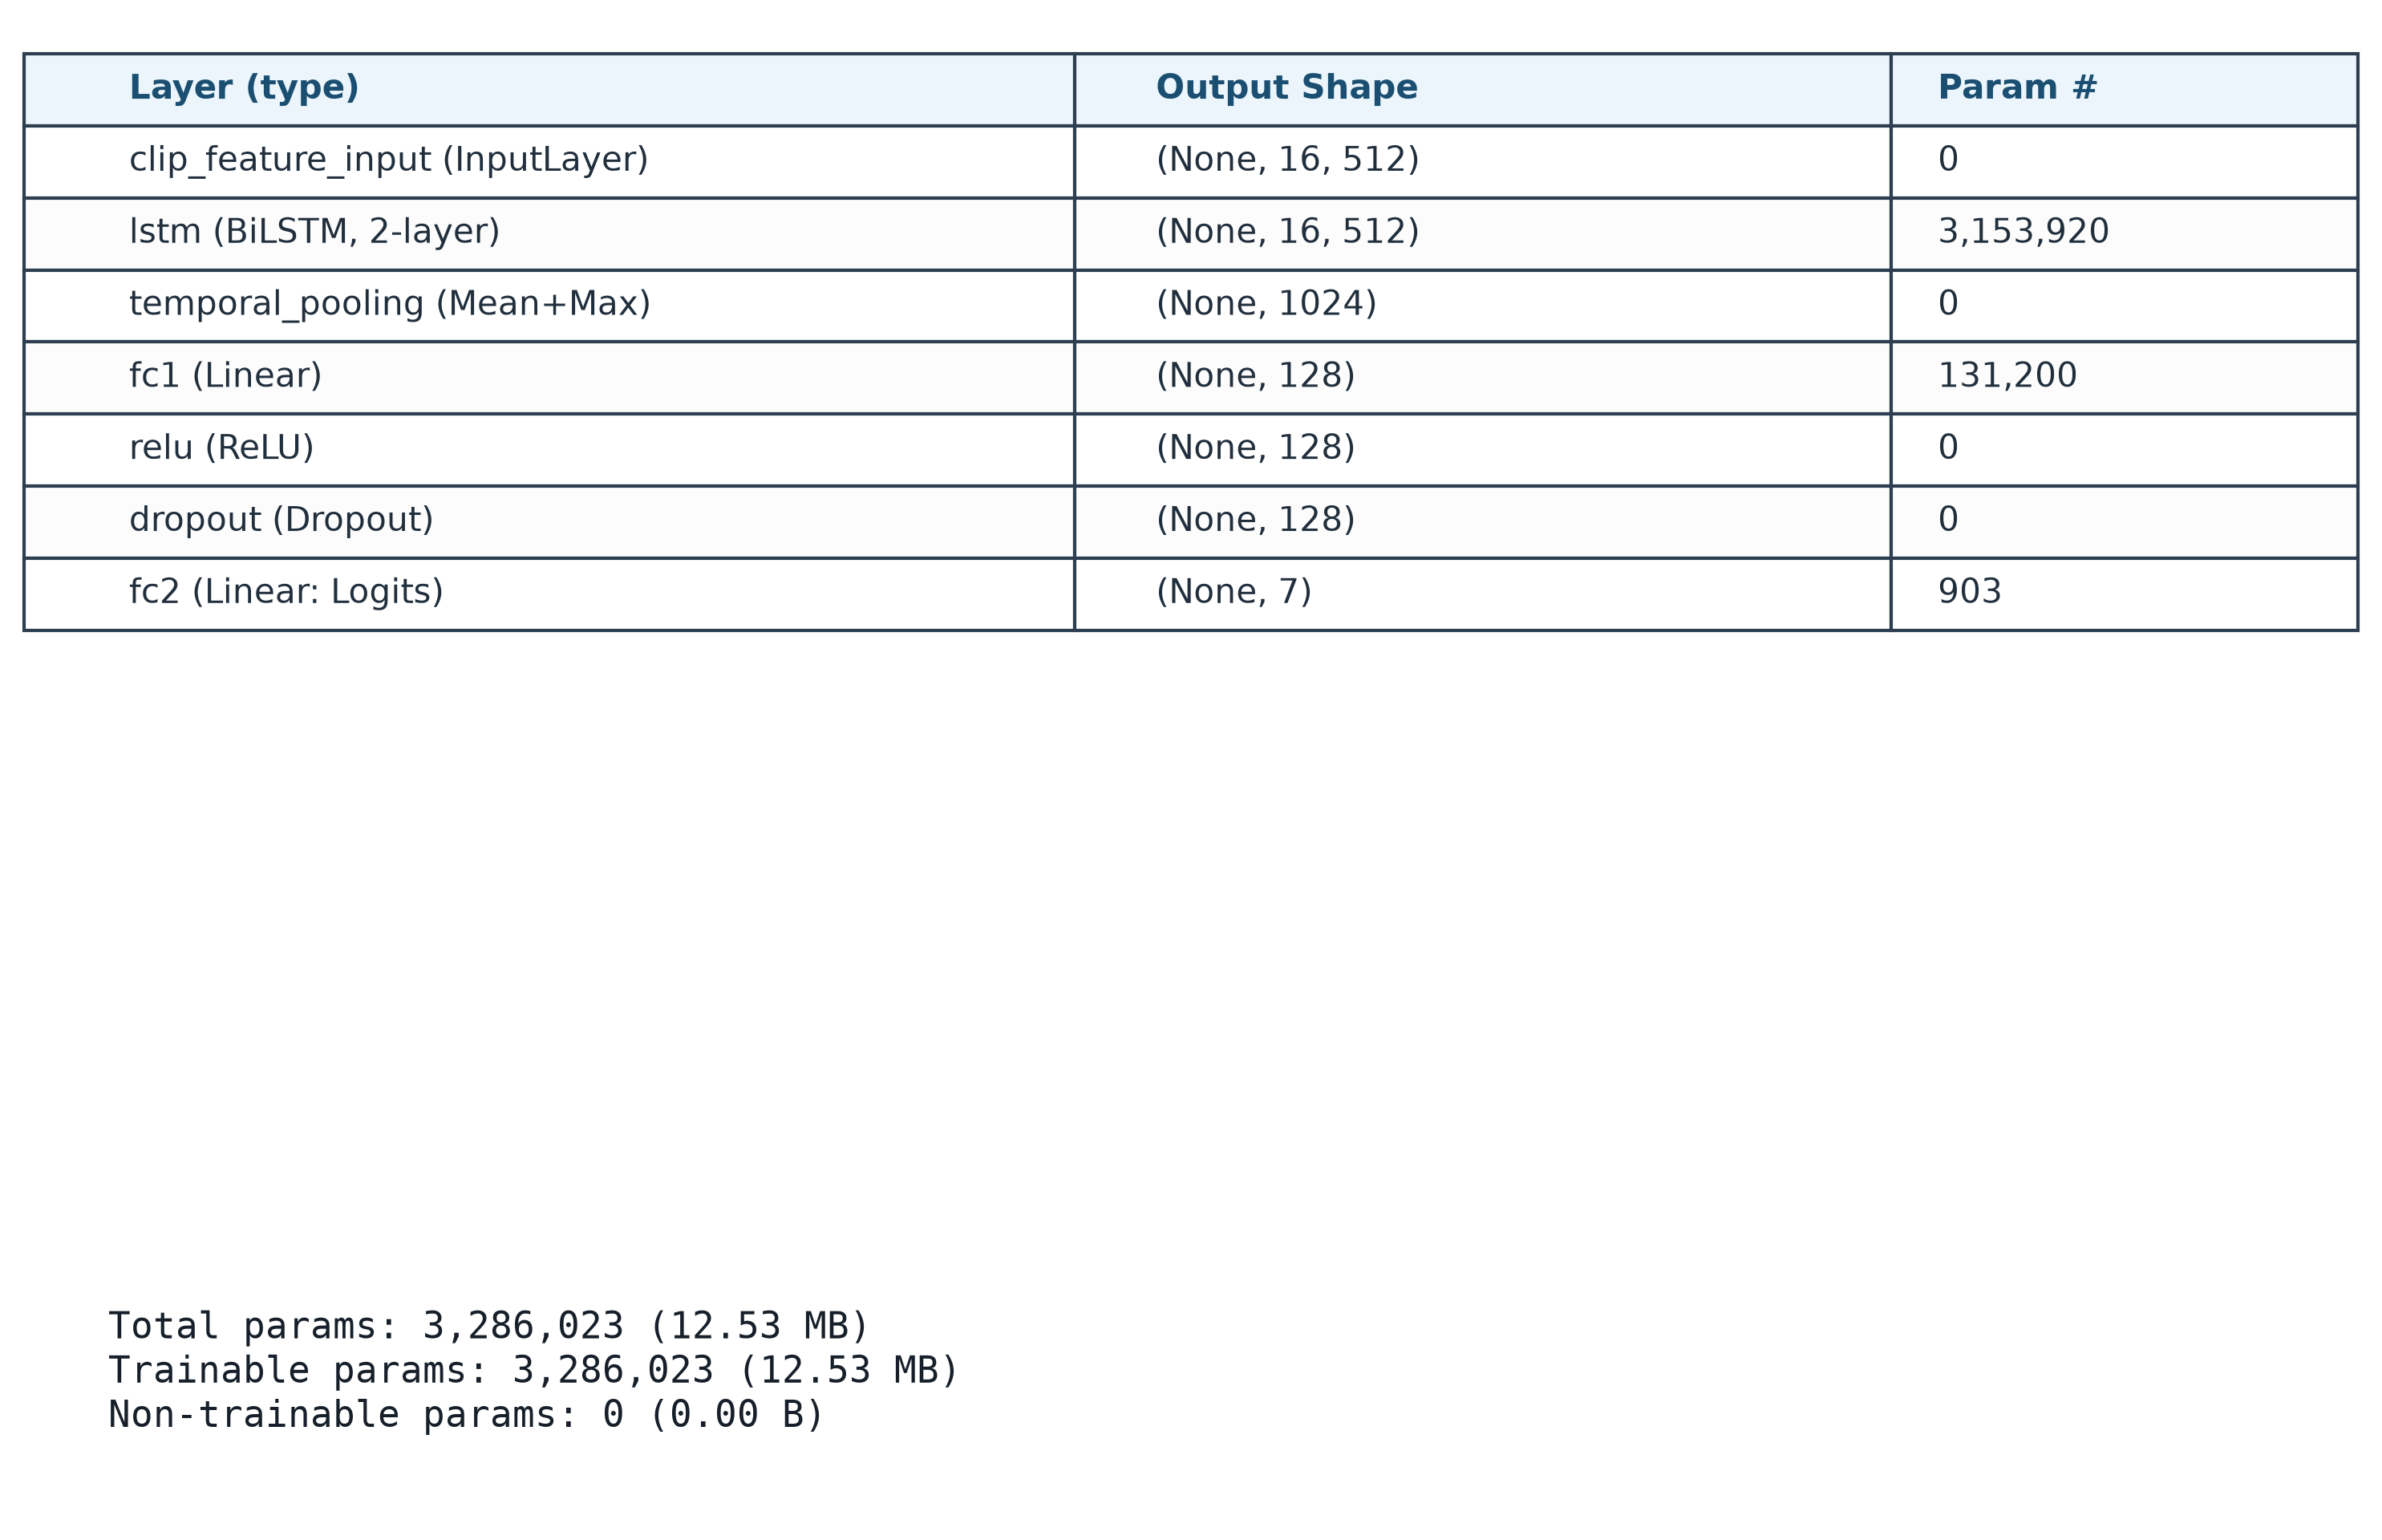 Layer (type) Output Shape Param #
clip_feature_input (InputLayer) (None, 16, 512) 0
lstm (BiLSTM, 2-layer) (None, 16, 512) 3,153,920
temporal_pooling (Mean+Max) (None, 1024) 0
fc1 (Linear) (None, 128) 131,200
relu (ReLU) (None, 128) 0
dropout (Dropout) (None, 128) 0
fc2 (Linear: Logits) (None, 7) 903
Total params: 3,286,023 (12.53 MB)
Trainable params: 3,286,023 (12.53 MB)
Non-trainable params: 0 (0.00 B)